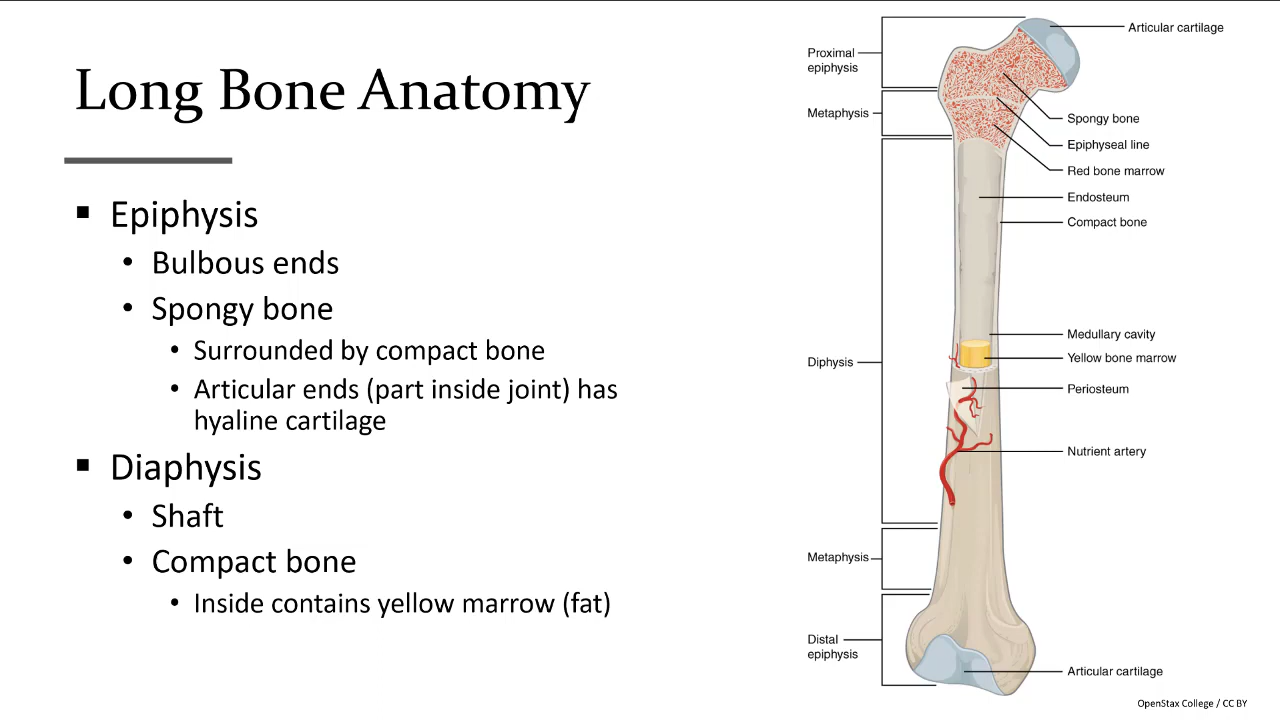 Long Bone Anatomy
▪ Epiphysis
• Bulbous ends
• Spongy bone
• Surrounded by compact bone
• Articular ends (part inside joint) has
hyaline cartilage
▪ Diaphysis
• Shaft
• Compact bone
• Inside contains yellow marrow (fat)
Articular cartilage
Proximal
epiphysis
Metaphysis
Spongy bone
Epiphyseal line
Red bone marrow
Endosteum
Compact bone
Medullary cavity
Yellow bone marrow
Diphysis
Periosteum
Nutrient artery
Metaphysis
Distal
epiphysis
Articular cartilage
OpenStax College / CC BY